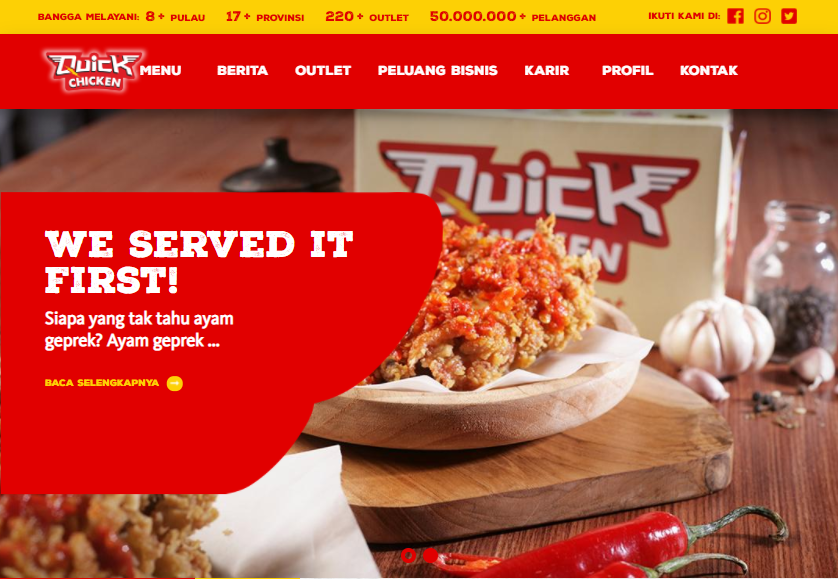 BANGGA MELAYANI: 8+ PULAU 17+ PROVINSI 220+ OUTLET 50.000.000+ PELANGGAN IKUTI KAMI DI:
QUICK
CHICKEN
MENU BERITA OUTLET PELUANG BISNIS KARIR PROFIL KONTAK
QUICK
CHICKEN
WE SERVED IT
FIRST!
Siapa yang tak tahu ayam
geprek? Ayam geprek ...
BACA SELENGKAPNYA